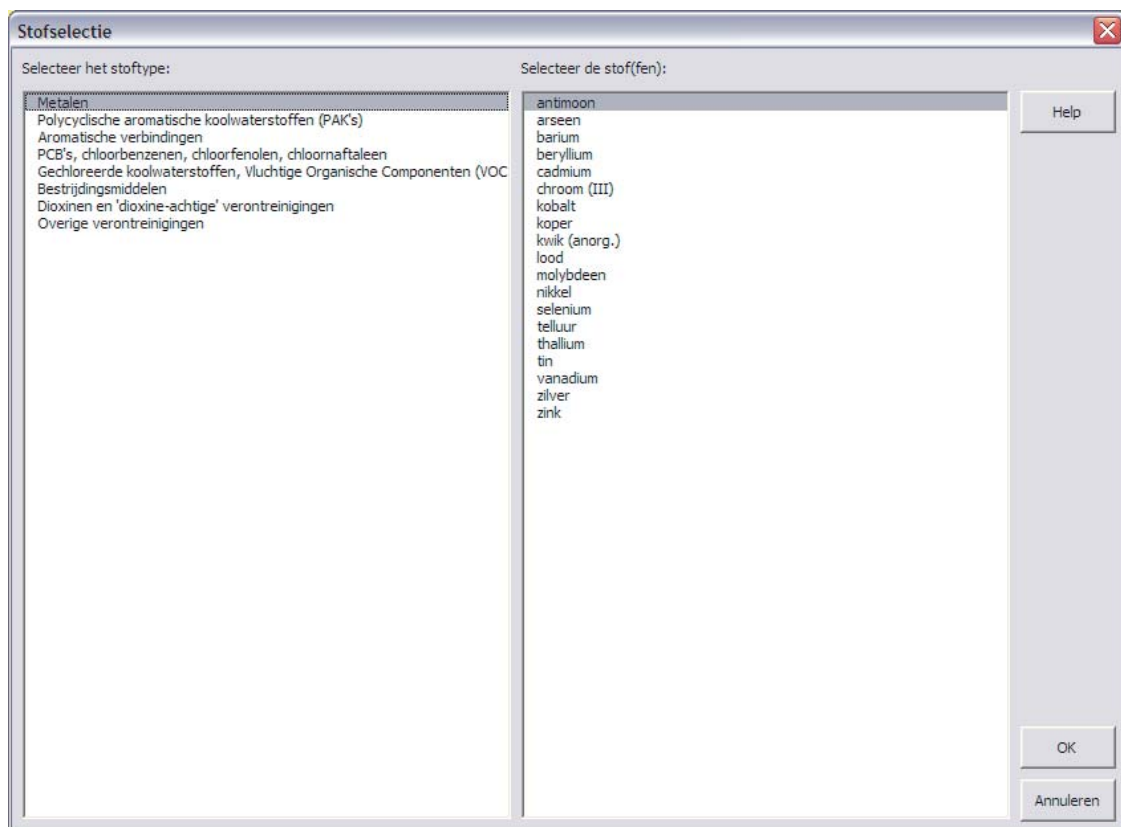 Stofselectie
Selecteer het stoftype:
Metalen
Polycyclische aromatische koolwaterstoffen (PAK's)
Aromatische verbindingen
PCB's, chloorbenzenen, chloorfenolen, chloornaftaleen
Gechloreerde koolwaterstoffen, Vluchtige Organische Componenten (VOC
Bestrijdingsmiddelen
Dioxinen en 'dioxine-achtige' verontreinigingen
Overige verontreinigingen
Selecteer de stof(fen):
antimoon
arseen
barium
beryllium
cadmium
chroom (III)
kobalt
koper
kwik (anorg.)
lood
molybdeen
nikkel
selenium
telluur
thallium
tin
vanadium
zilver
zink
Help
OK
Annuleren